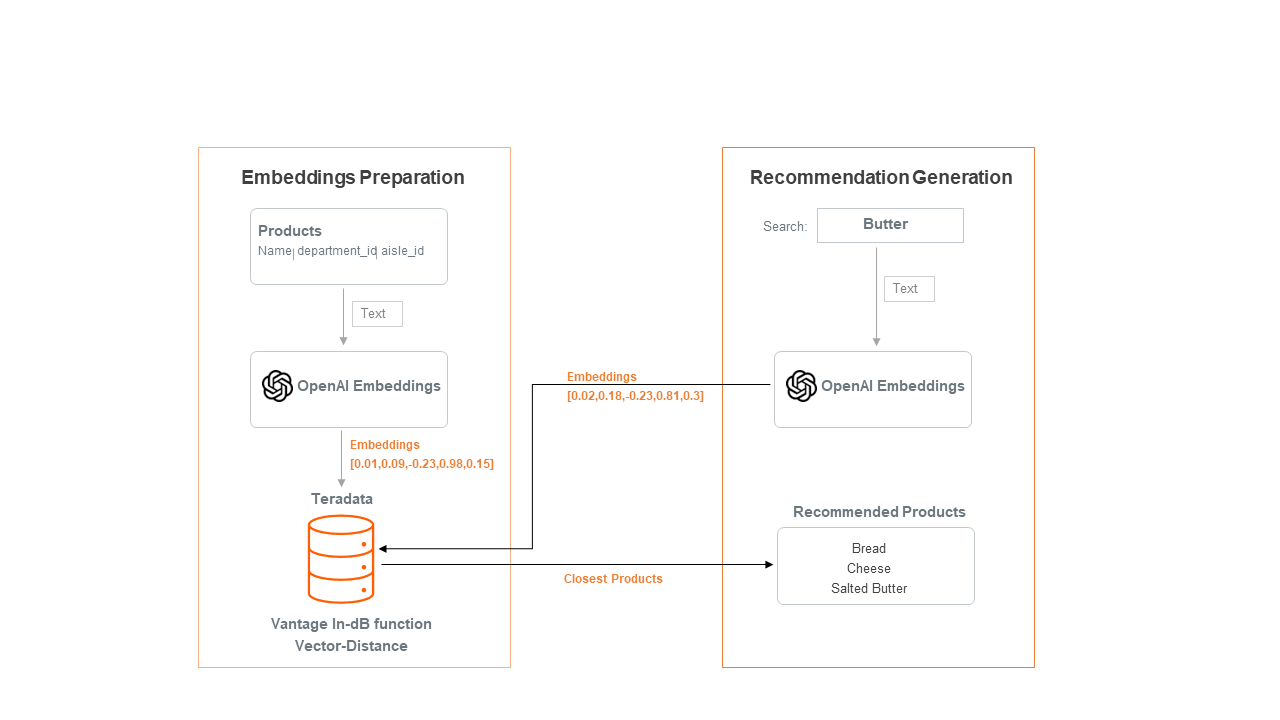 Embeddings Preparation
Products
Name| department_id| aisle_id
Text
OpenAI Embeddings
Embeddings
[0.01,0.09,-0.23,0.98,0.15]
Teradata
Vantage In-dB function
Vector-Distance
Embeddings
[0.02,0.18,-0.23,0.81,0.3]
Closest Products
Recommendation Generation
Search:
Butter
Text
OpenAI Embeddings
Recommended Products
Bread
Cheese
Salted Butter